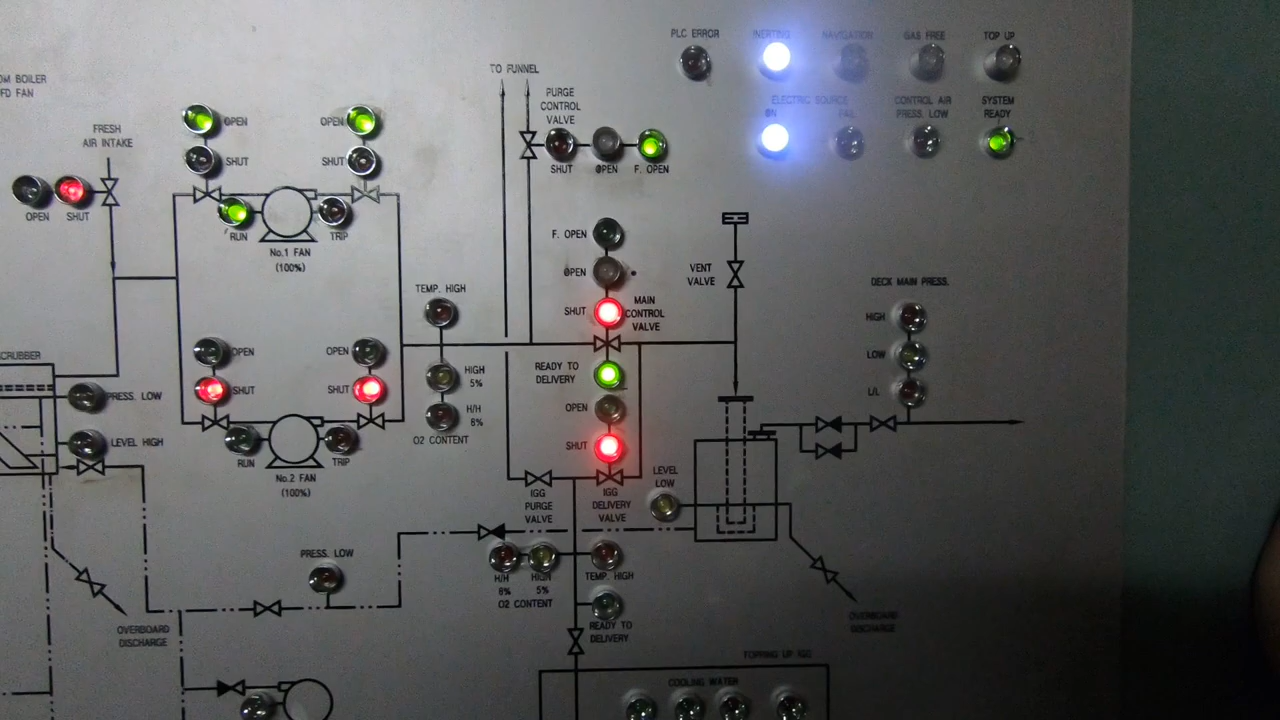 PLC ERROR
INERTING
NAVIGATION
GAS FREE
TOP UP
TO FUNNEL
BOILER
FD FAN
PURGE
CONTROL
VALVE
ELECTRIC SOURCE
ON
FAIL
CONTROL AIR
PRESS. LOW
SYSTEM
READY
FRESH
AIR INTAKE
OPEN
OPEN
SHUT
SHUT
SHUT
OPEN
F. OPEN
OPEN
SHUT
RUN
TRIP
No.1 FAN
(100%)
F. OPEN
OPEN
SHUT
MAIN
CONTROL
VALVE
VENT
VALVE
DECK MAIN PRESS.
HIGH
LOW
L/L
TEMP. HIGH
HIGH
5%
H/H
8%
O2 CONTENT
READY TO
DELIVERY
OPEN
SHUT
SCRUBBER
OPEN
OPEN
SHUT
SHUT
PRESS. LOW
LEVEL HIGH
RUN
TRIP
No.2 FAN
(100%)
IGG
PURGE
VALVE
IGG
DELIVERY
VALVE
LEVEL
LOW
PRESS. LOW
H/H
8%
HIGH
5%
O2 CONTENT
TEMP. HIGH
READY TO
DELIVERY
OVERBOARD
DISCHARGE
OVERBOARD
DISCHARGE
TOPPING UP IGG
COOLING WATER